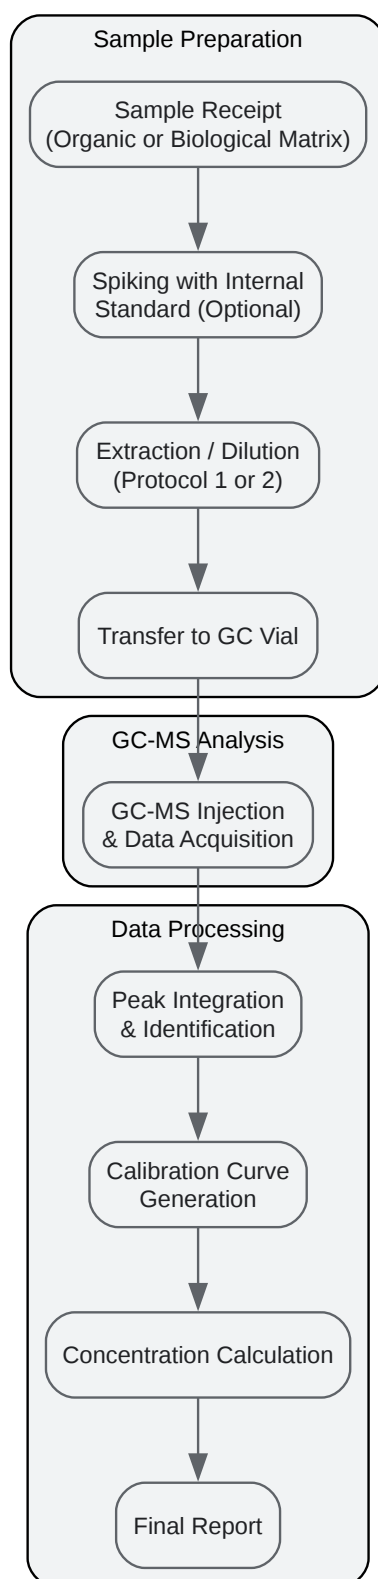 Sample Preparation
Sample Receipt
(Organic or Biological Matrix)
Spiking with Internal
Standard (Optional)
Extraction / Dilution
(Protocol 1 or 2)
Transfer to GC Vial
GC-MS Analysis
GC-MS Injection
& Data Acquisition
Data Processing
Peak Integration
& Identification
Calibration Curve
Generation
Concentration Calculation
Final Report